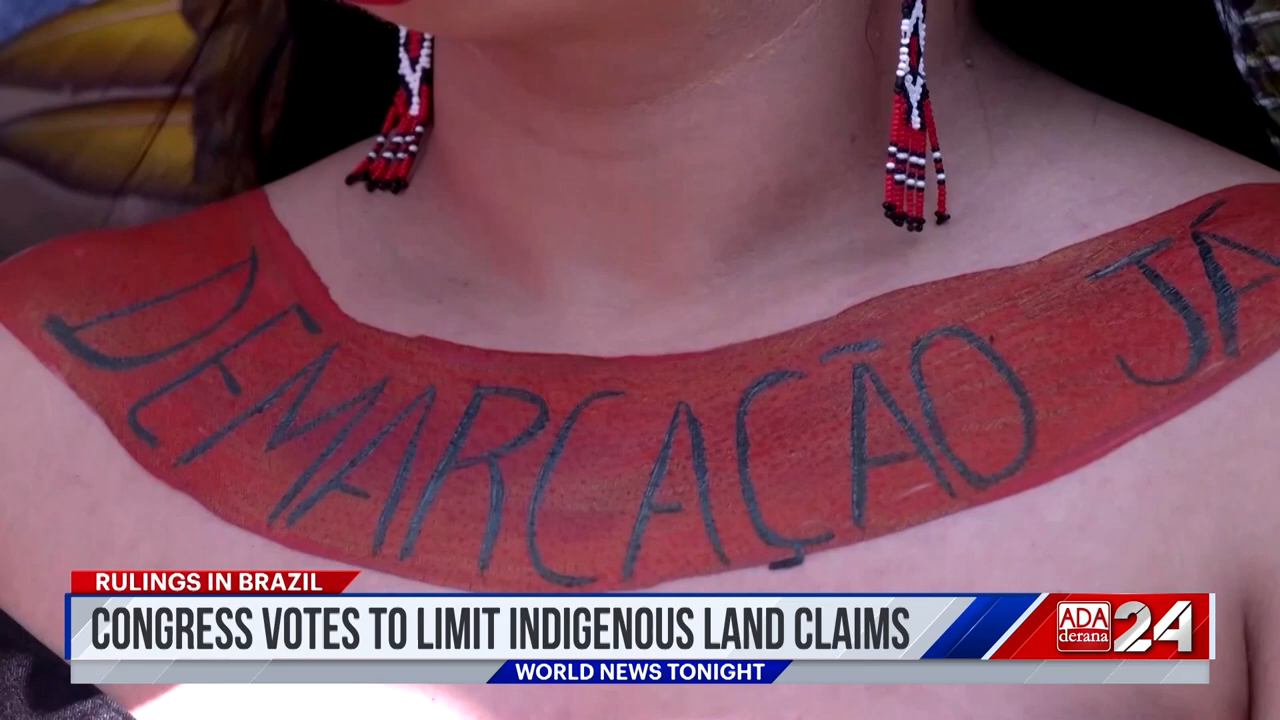 DEMARCAÇÃO JÁ
RULINGS IN BRAZIL
CONGRESS VOTES TO LIMIT INDIGENOUS LAND CLAIMS
ADA
derana
24
WORLD NEWS TONIGHT